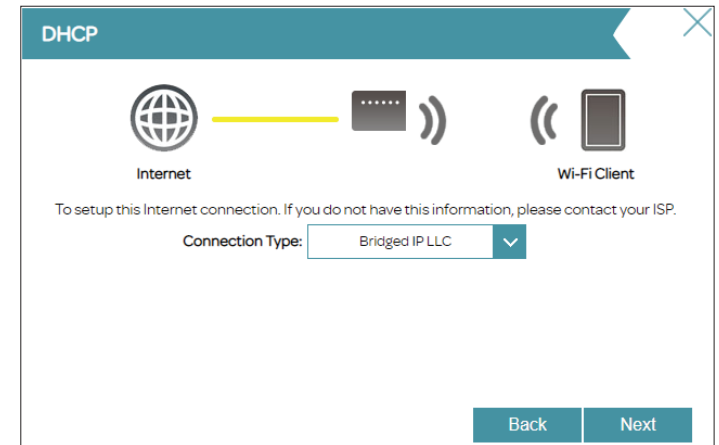 DHCP
Internet
Wi-Fi Client
To setup this Internet connection. If you do not have this information, please contact your ISP.
Connection Type: Bridged IP LLC
Back Next